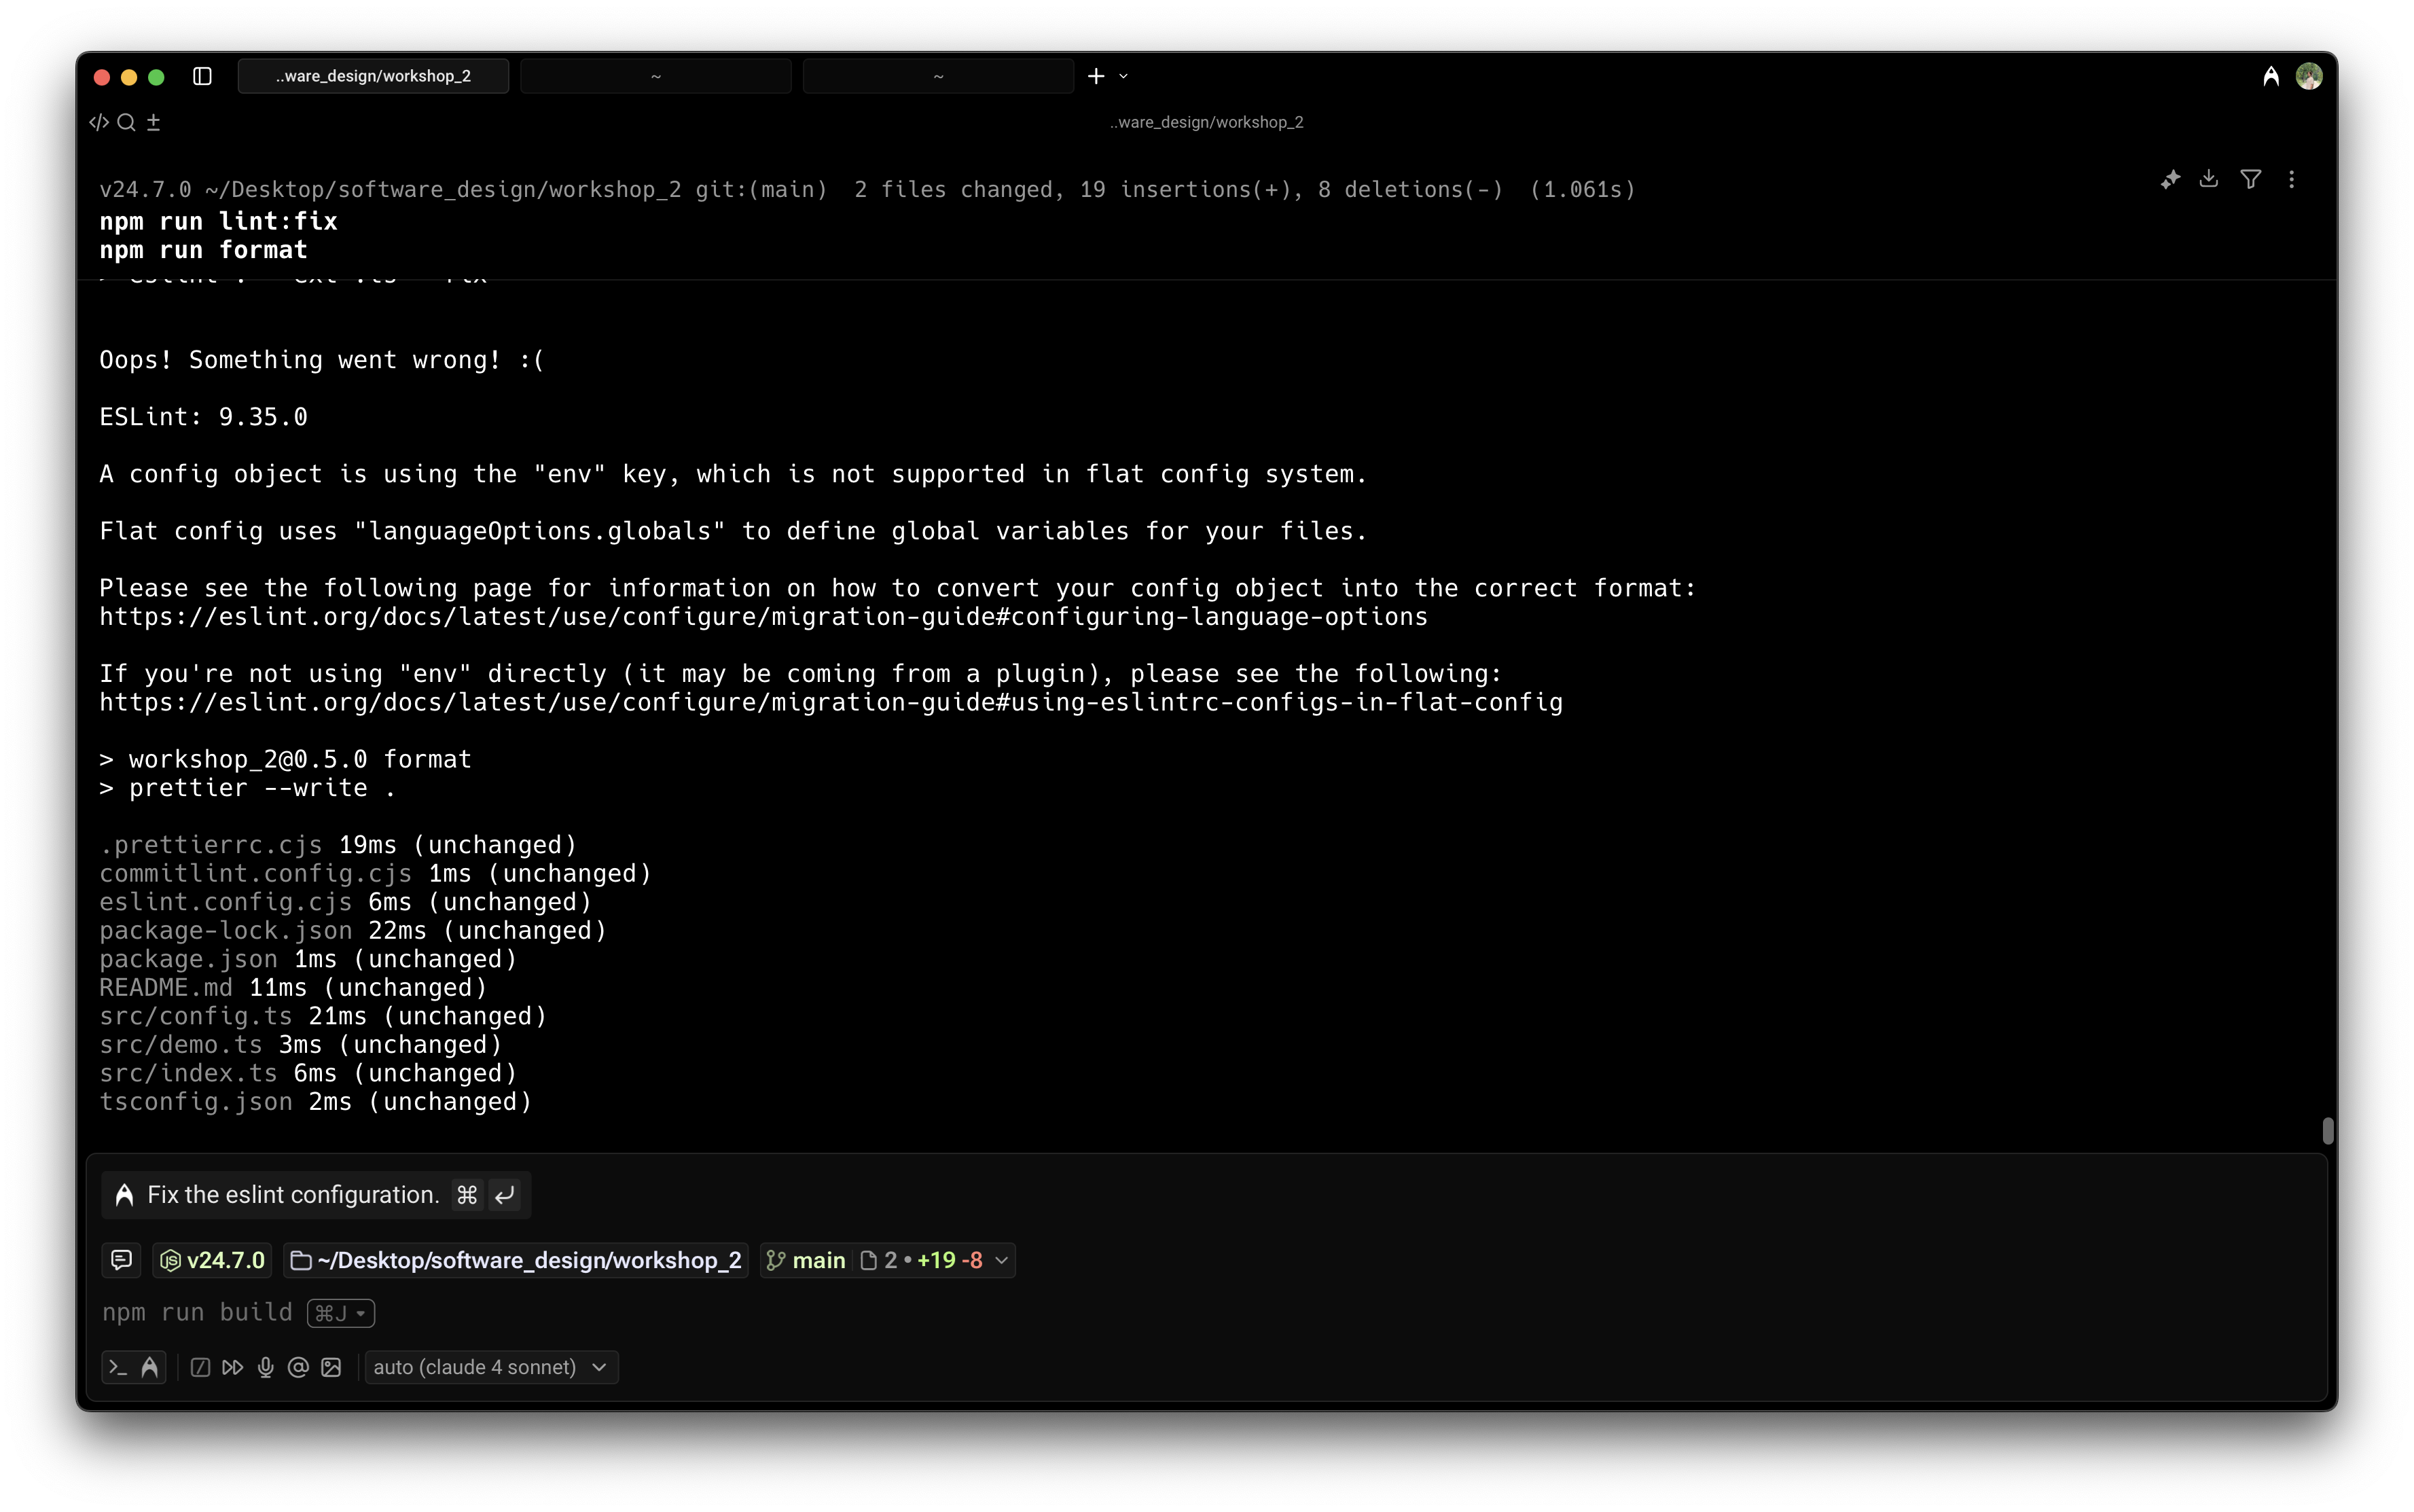 ..ware_design/workshop_2
~
~
..ware_design/workshop_2
v24.7.0 ~/Desktop/software_design/workshop_2 git:(main)  2 files changed, 19 insertions(+), 8 deletions(-)  (1.061s)
npm run lint:fix
npm run format
> eslint . --ext .ts --fix
Oops! Something went wrong! :(
ESLint: 9.35.0
A config object is using the "env" key, which is not supported in flat config system.
Flat config uses "languageOptions.globals" to define global variables for your files.
Please see the following page for information on how to convert your config object into the correct format:
https://eslint.org/docs/latest/use/configure/migration-guide#configuring-language-options
If you're not using "env" directly (it may be coming from a plugin), please see the following:
https://eslint.org/docs/latest/use/configure/migration-guide#using-eslintrc-configs-in-flat-config
> workshop_2@0.5.0 format
> prettier --write .
.prettierrc.cjs 19ms (unchanged)
commitlint.config.cjs 1ms (unchanged)
eslint.config.cjs 6ms (unchanged)
package-lock.json 22ms (unchanged)
package.json 1ms (unchanged)
README.md 11ms (unchanged)
src/config.ts 21ms (unchanged)
src/demo.ts 3ms (unchanged)
src/index.ts 6ms (unchanged)
tsconfig.json 2ms (unchanged)
Fix the eslint configuration. ⌘ ↵
v24.7.0 ~/Desktop/software_design/workshop_2 main 2 • +19 -8
npm run build ⌘J
auto (claude 4 sonnet)